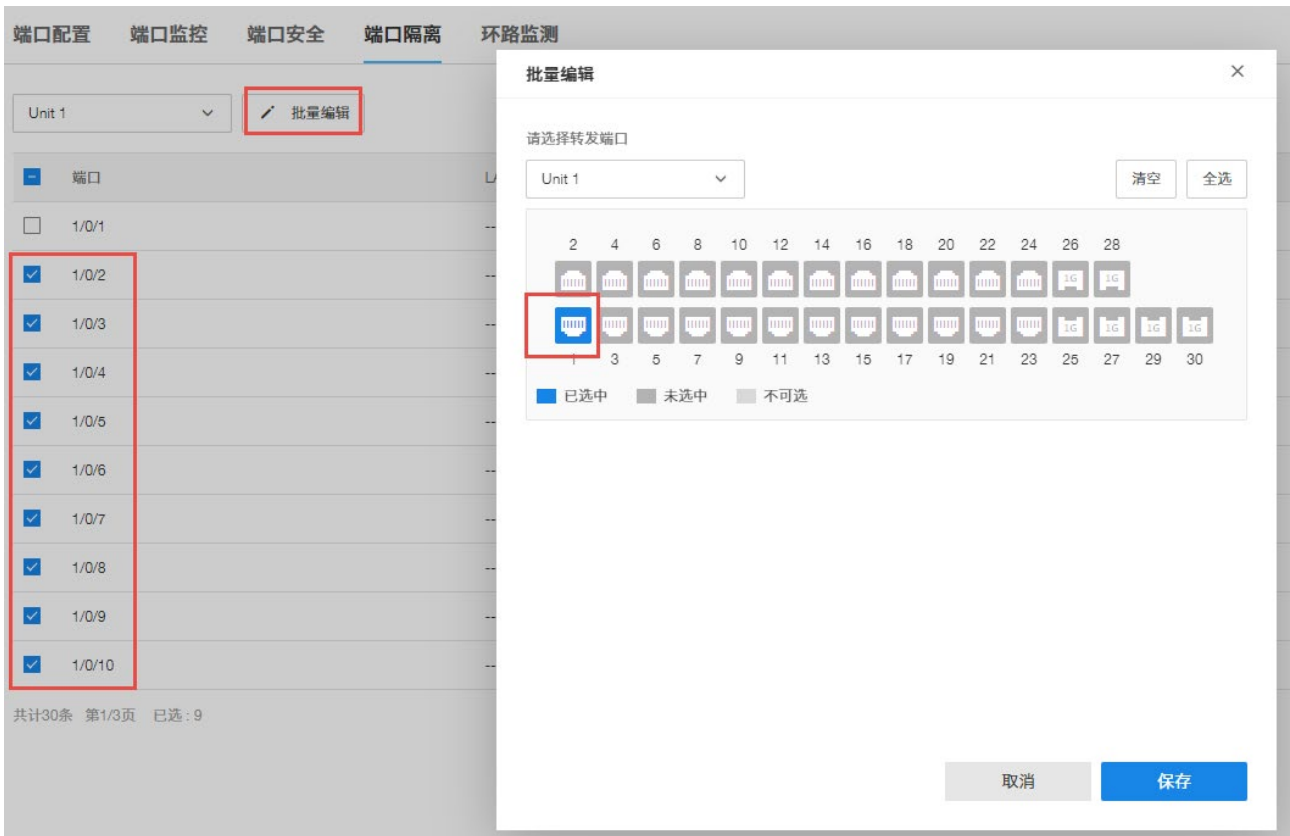 端口配置 端口监控 端口安全 端口隔离 环路监测
Unit 1 批量编辑
端口
1/0/1 --
1/0/2 --
1/0/3 --
1/0/4 --
1/0/5 --
1/0/6 --
1/0/7 --
1/0/8 --
1/0/9 --
1/0/10 --
共计30条 第1/3页 已选 : 9
批量编辑
请选择转发端口
Unit 1 清空 全选
2 4 6 8 10 12 14 16 18 20 22 24 26 28
1G 1G
1G 1G 1G 1G
1 3 5 7 9 11 13 15 17 19 21 23 25 27 29 30
已选中 未选中 不可选
取消 保存